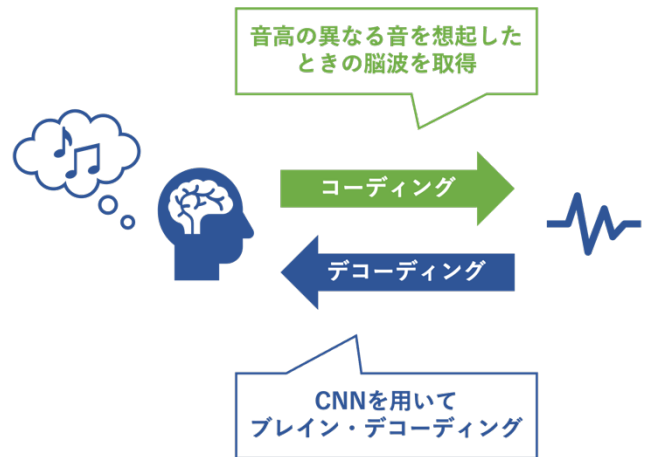 音高の異なる音を想起した
ときの脳波を取得
コーディング
デコーディング
CNNを用いて
ブレイン・デコーディング